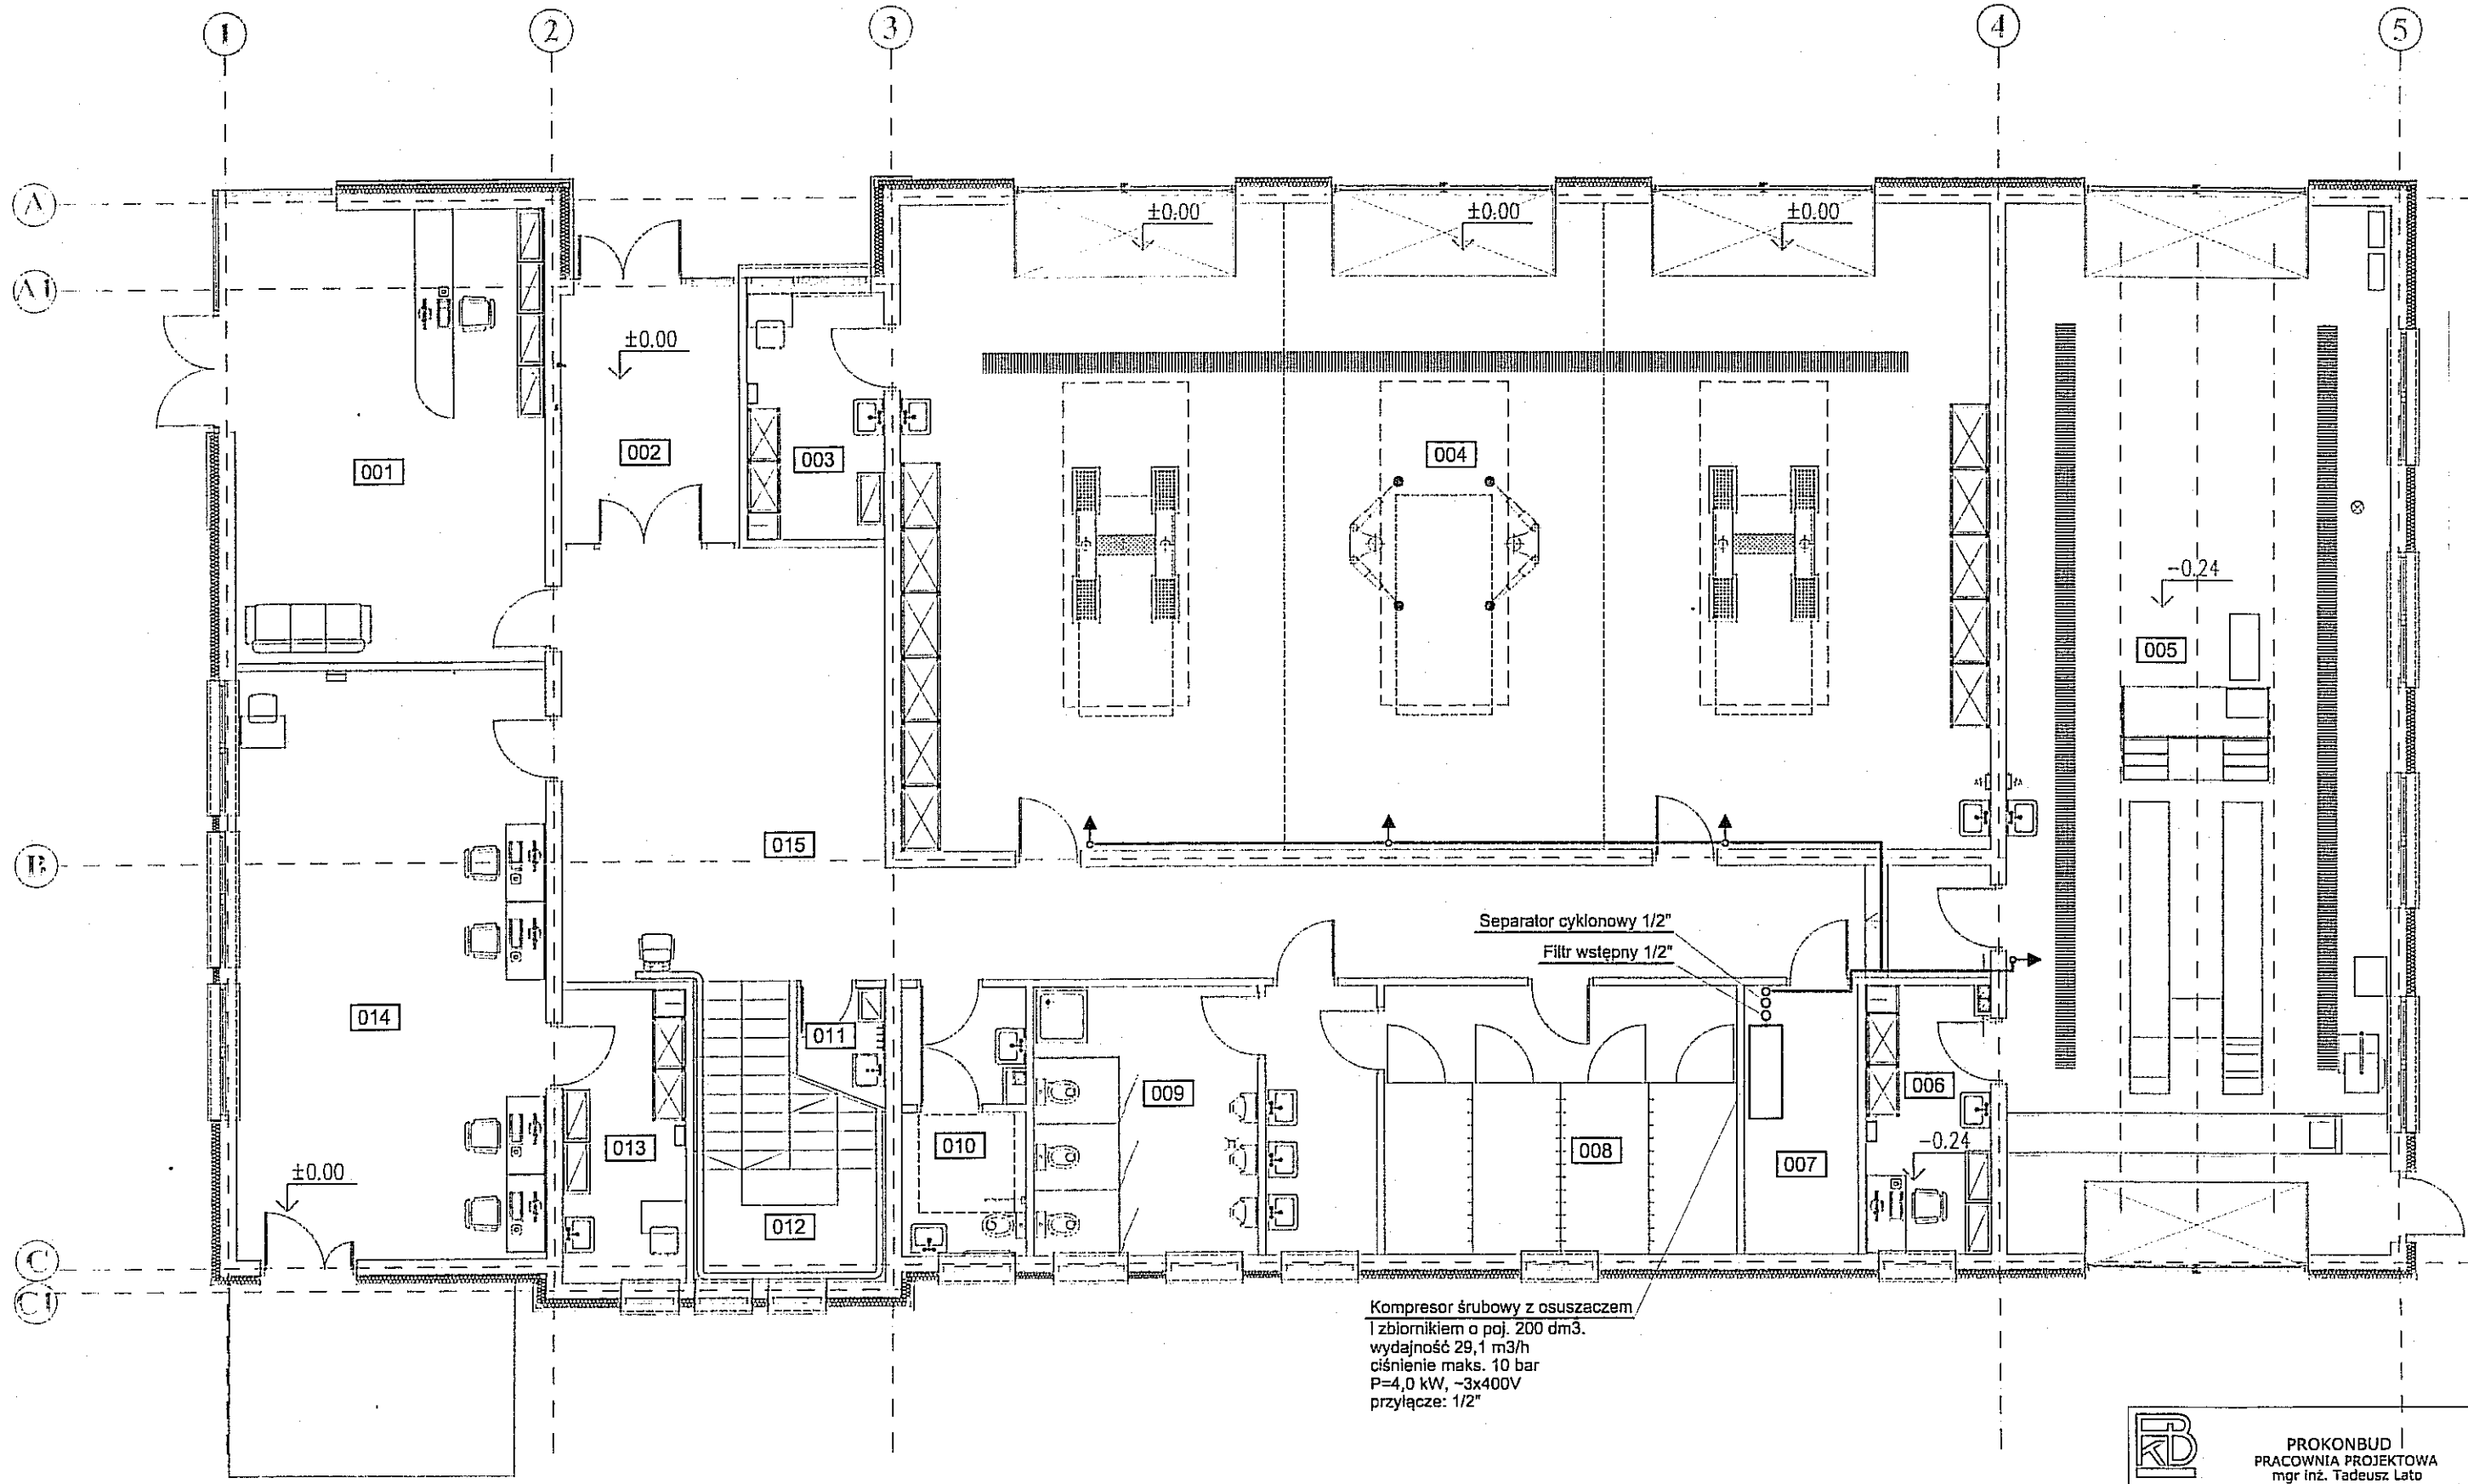 1
2
3
4
5
A
±0.00
±0.00
±0.00
A1
±0.00
001
002
003
004
-0.24
005
015
B
Separator cyklonowy 1/2"
Filtr wstępny 1/2"
014
011
009
006
013
010
008
007
-0.24
±0.00
012
C
C1
Kompresor śrubowy z osuszaczem
i zbiornikiem o poj. 200 dm3.
wydajność 29,1 m3/h
ciśnienie maks. 10 bar
P=4,0 kW, ~3x400V
przyłącze: 1/2"
PROKONBUD
PRACOWNIA PROJEKTOWA
mgr inż. Tadeusz Lato